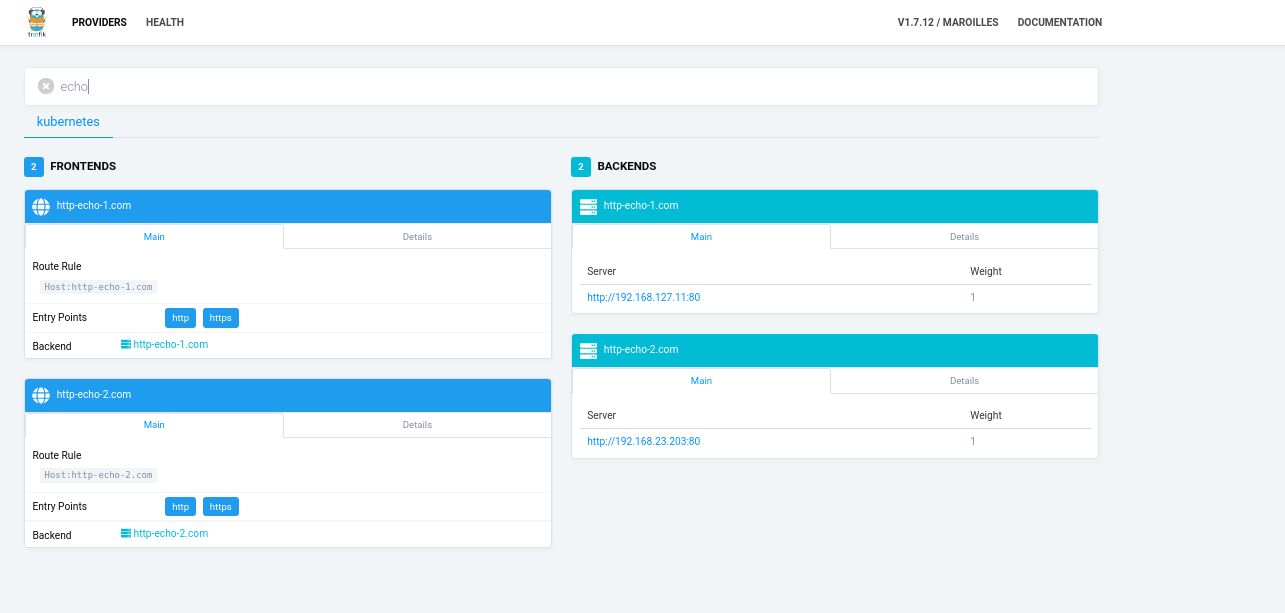 træfik PROVIDERS HEALTH V1.7.12 / MAROILLES DOCUMENTATION
echo
kubernetes
2 FRONTENDS
http-echo-1.com
Main Details
Route Rule
Host:http-echo-1.com
Entry Points http https
Backend http-echo-1.com
http-echo-2.com
Main Details
Route Rule
Host:http-echo-2.com
Entry Points http https
Backend http-echo-2.com
2 BACKENDS
http-echo-1.com
Main Details
Server Weight
http://192.168.127.11:80 1
http-echo-2.com
Main Details
Server Weight
http://192.168.23.203:80 1